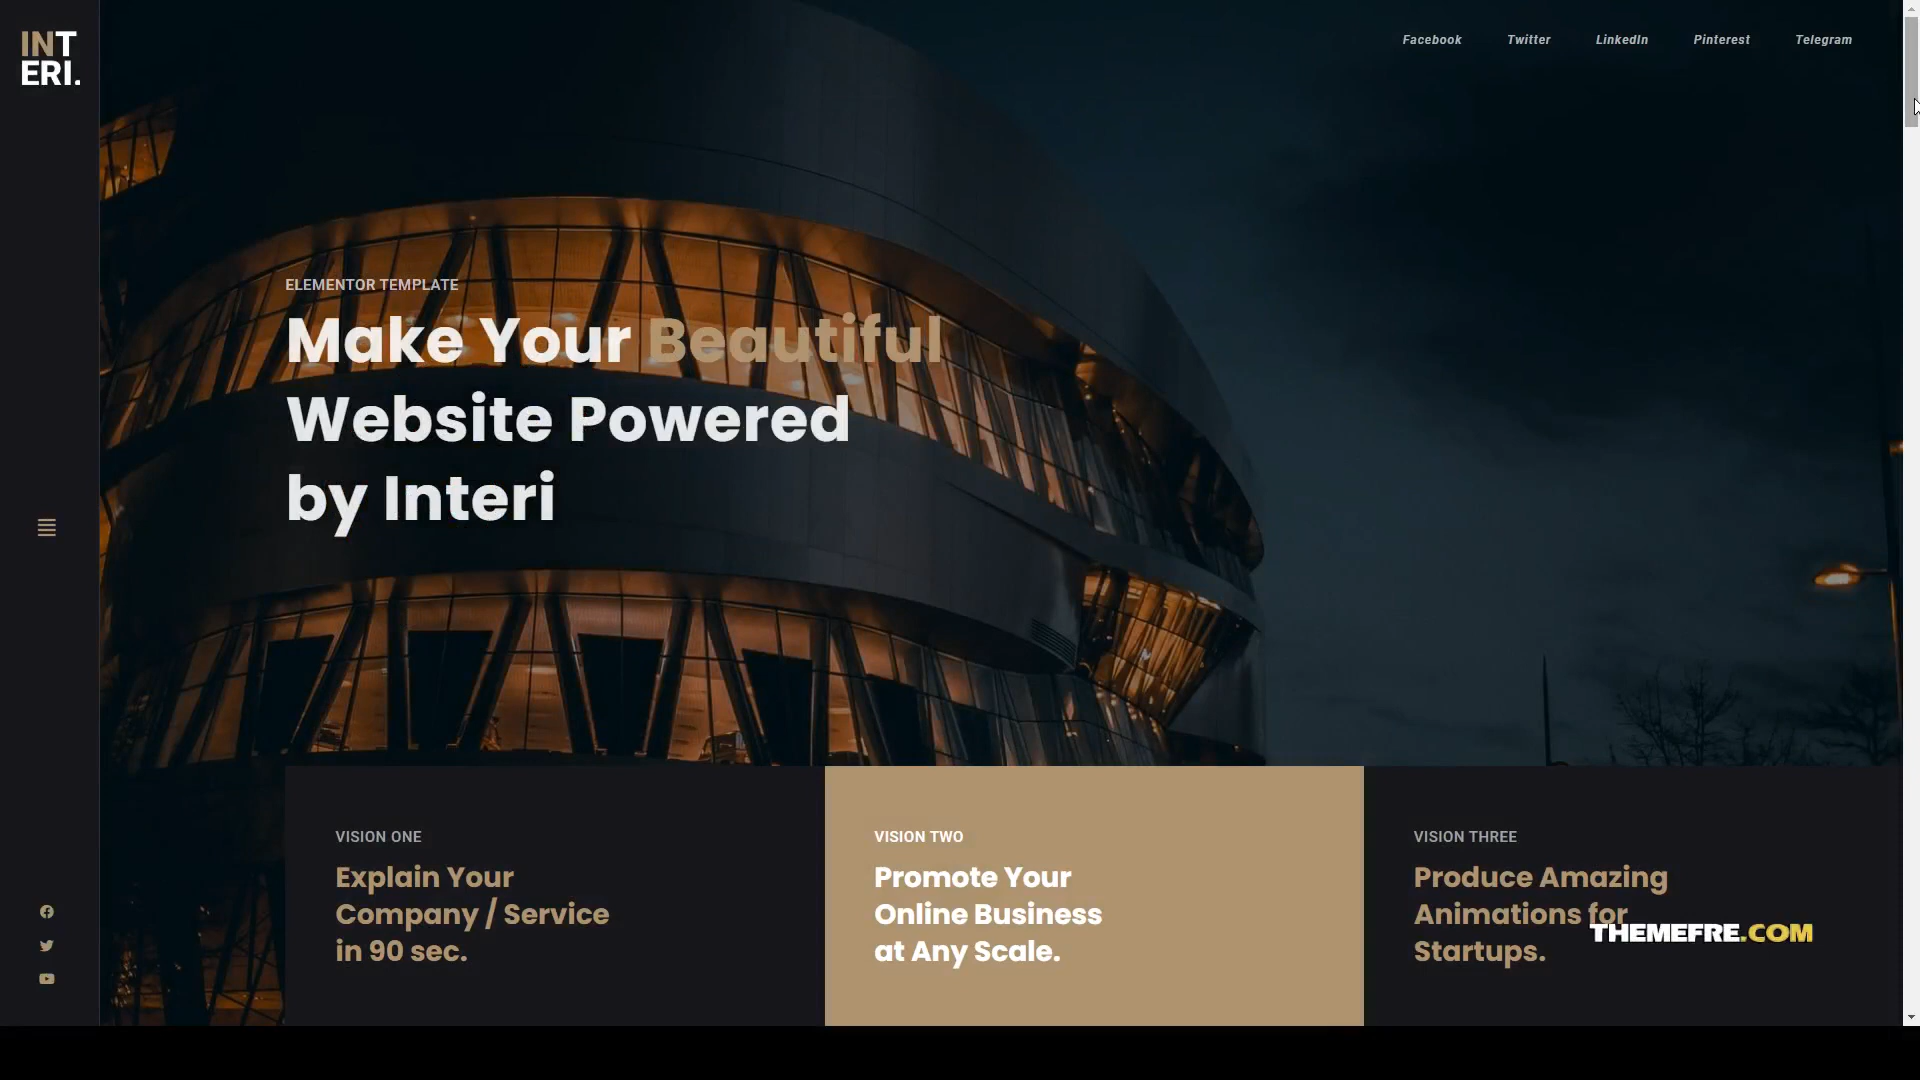 INT
ERI.
Facebook Twitter LinkedIn Pinterest Telegram
ELEMENTOR TEMPLATE
Make Your Beautiful
Website Powered
by Interi
VISION ONE
Explain Your
Company / Service
in 90 sec.
VISION TWO
Promote Your
Online Business
at Any Scale.
VISION THREE
Produce Amazing
Animations for
Startups.
THEMEFRE.COM